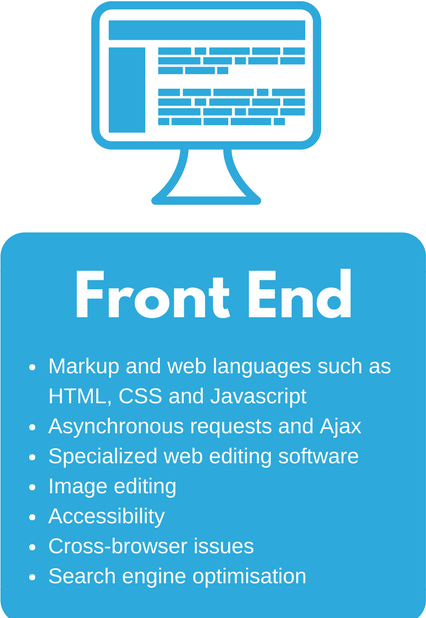 Front End
• Markup and web languages such as
HTML, CSS and Javascript
• Asynchronous requests and Ajax
• Specialized web editing software
• Image editing
• Accessibility
• Cross-browser issues
• Search engine optimisation